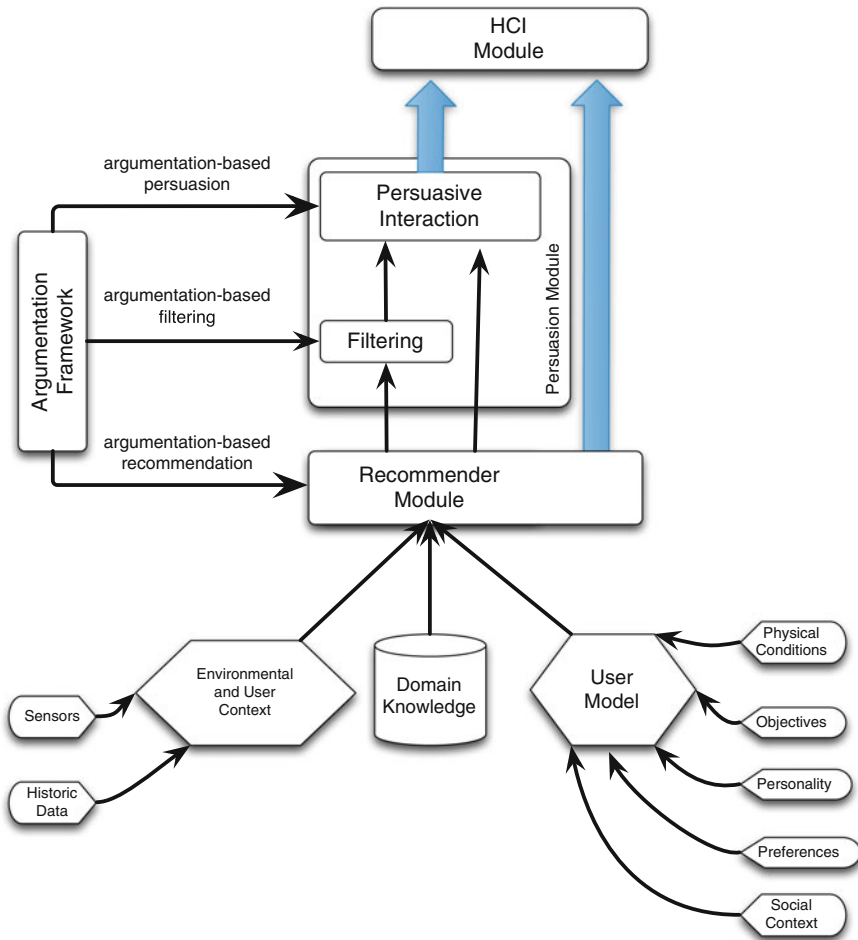 HCI
Module
argumentation-based
persuasion
Persuasive
Interaction
Argumentation
Framework
argumentation-based
filtering
Filtering
Persuasion Module
argumentation-based
recommendation
Recommender
Module
Environmental
and User
Context
Domain
Knowledge
User
Model
Physical
Conditions
Sensors
Objectives
Historic
Data
Personality
Preferences
Social
Context